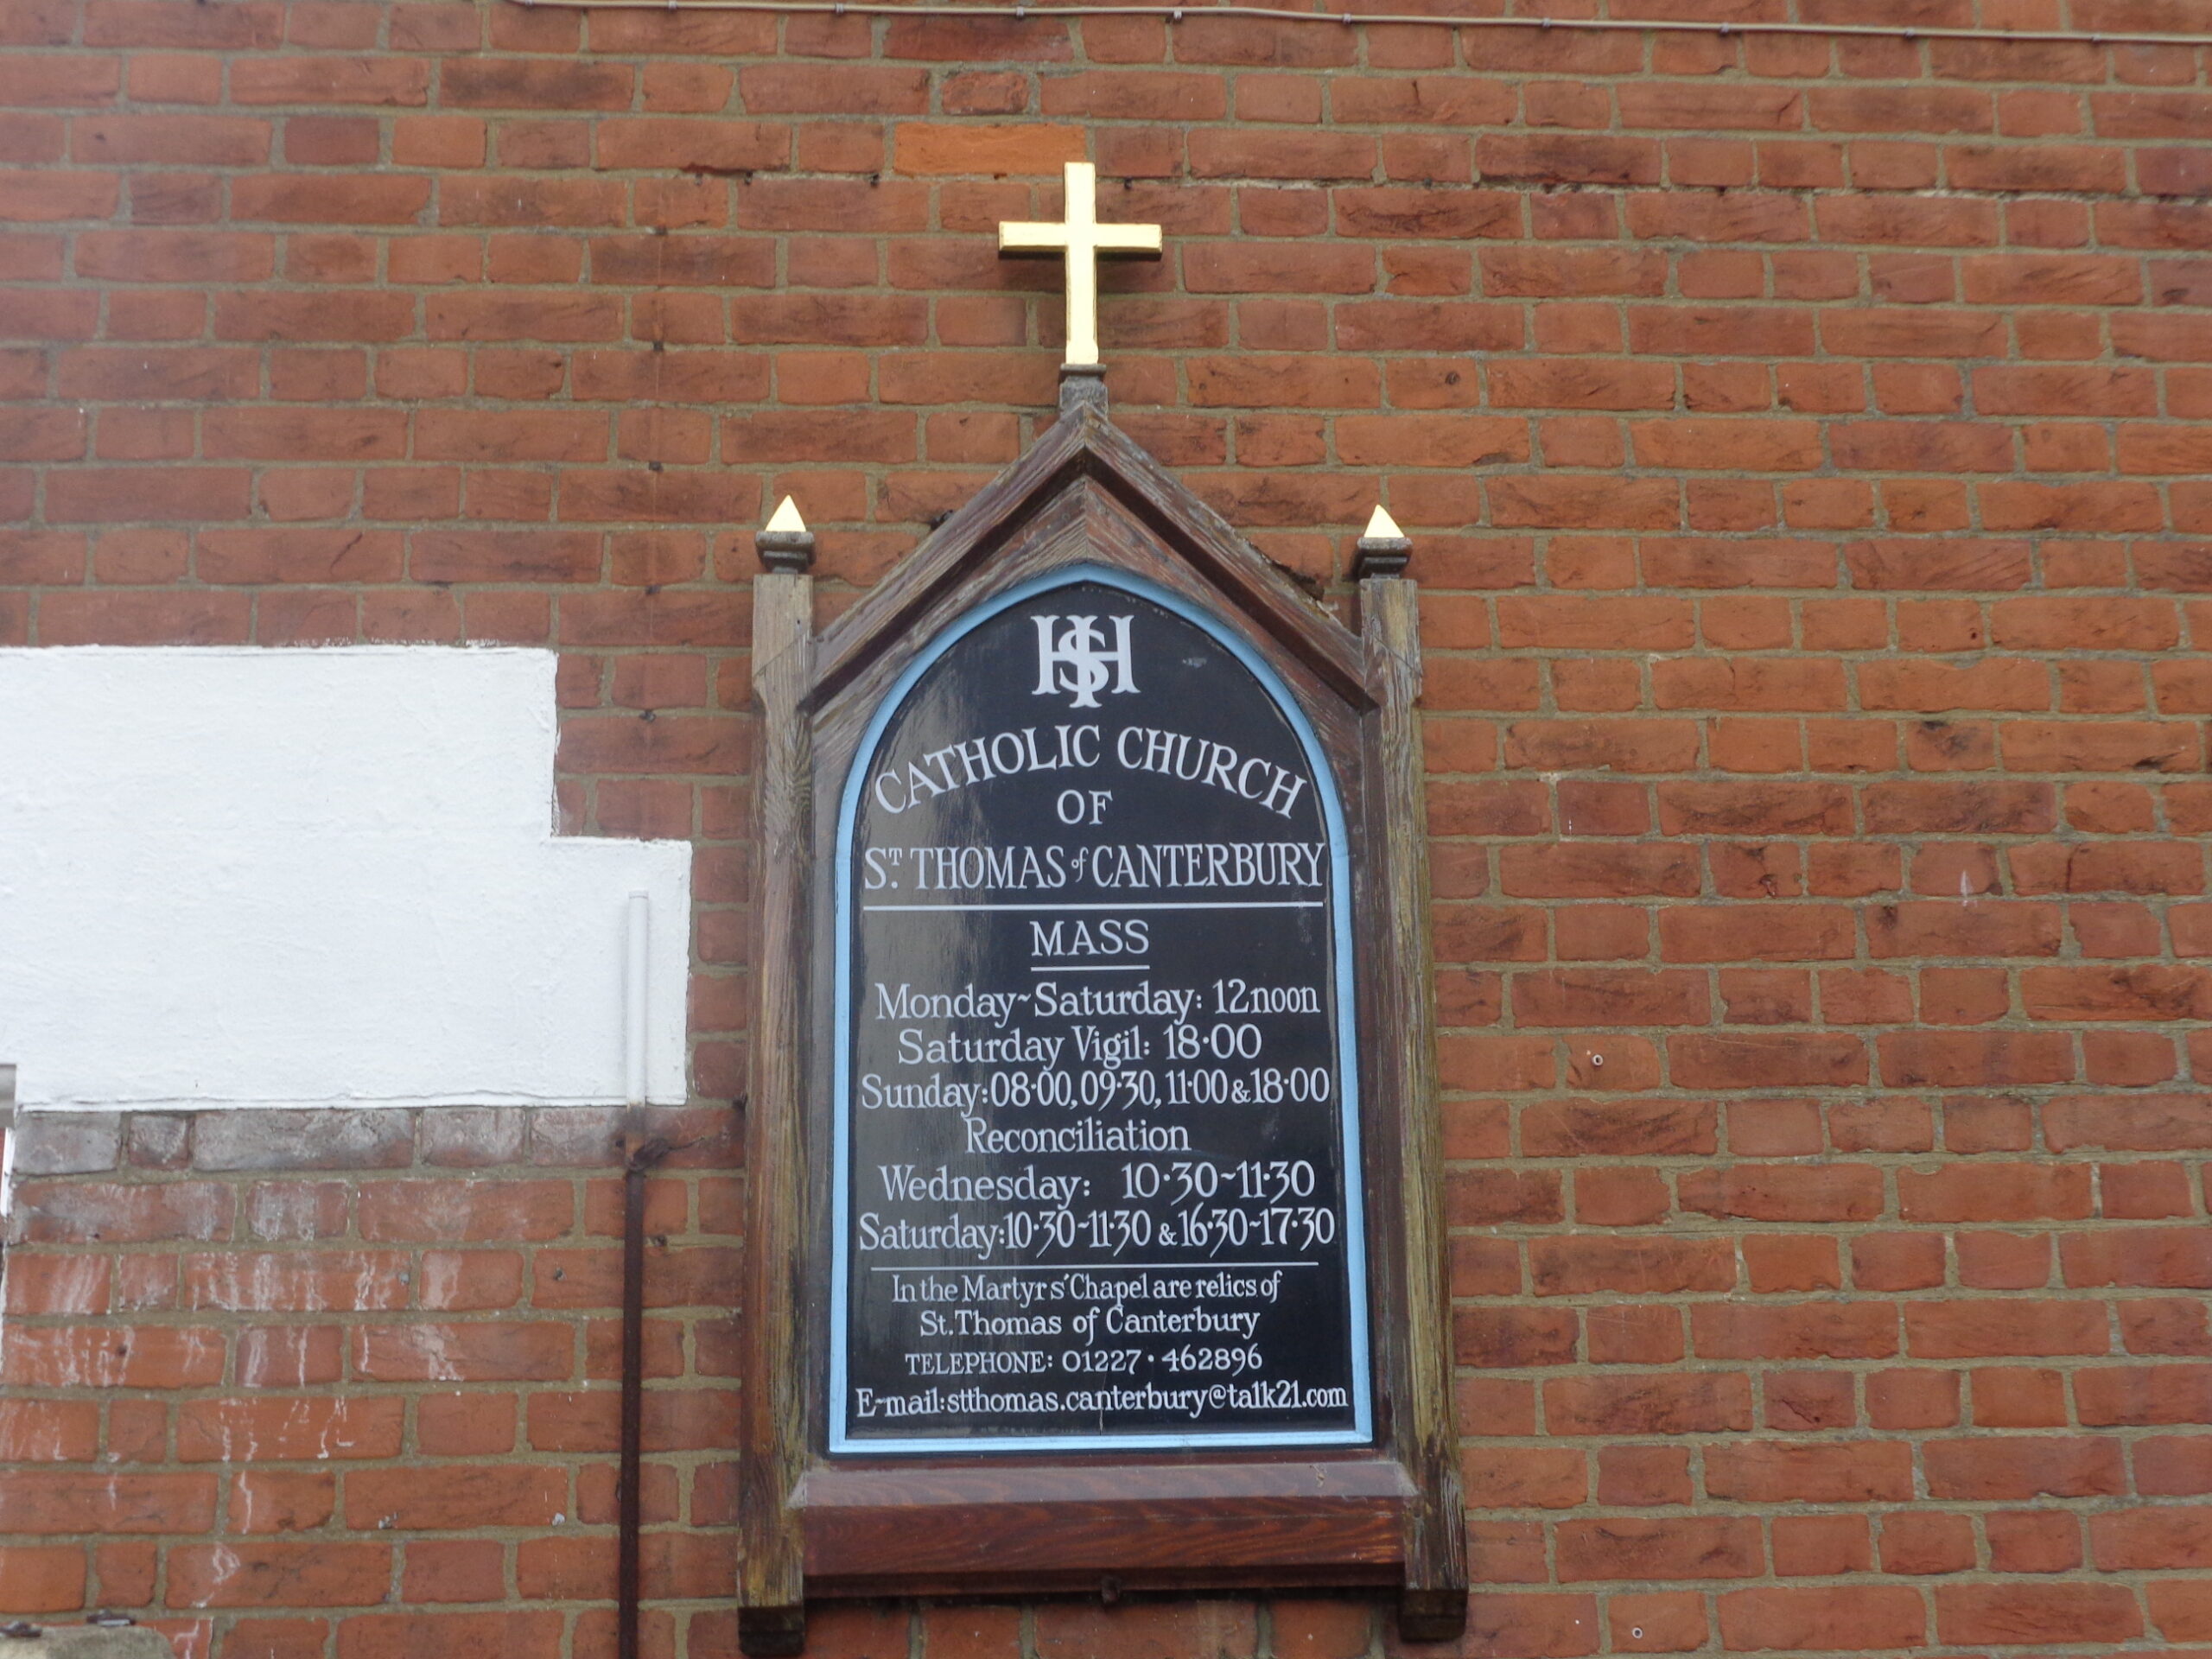 IHS
CATHOLIC CHURCH
OF
ST. THOMAS of CANTERBURY
MASS
Monday~Saturday: 12 noon
Saturday Vigil: 18·00
Sunday: 08·00, 09·30, 11·00 & 18·00
Reconciliation
Wednesday: 10·30~11·30
Saturday: 10·30~11·30 & 16·30~17·30
In the Martyrs' Chapel are relics of
St. Thomas of Canterbury
TELEPHONE: 01227 · 462896
E~mail: stthomas.canterbury@talk21.com